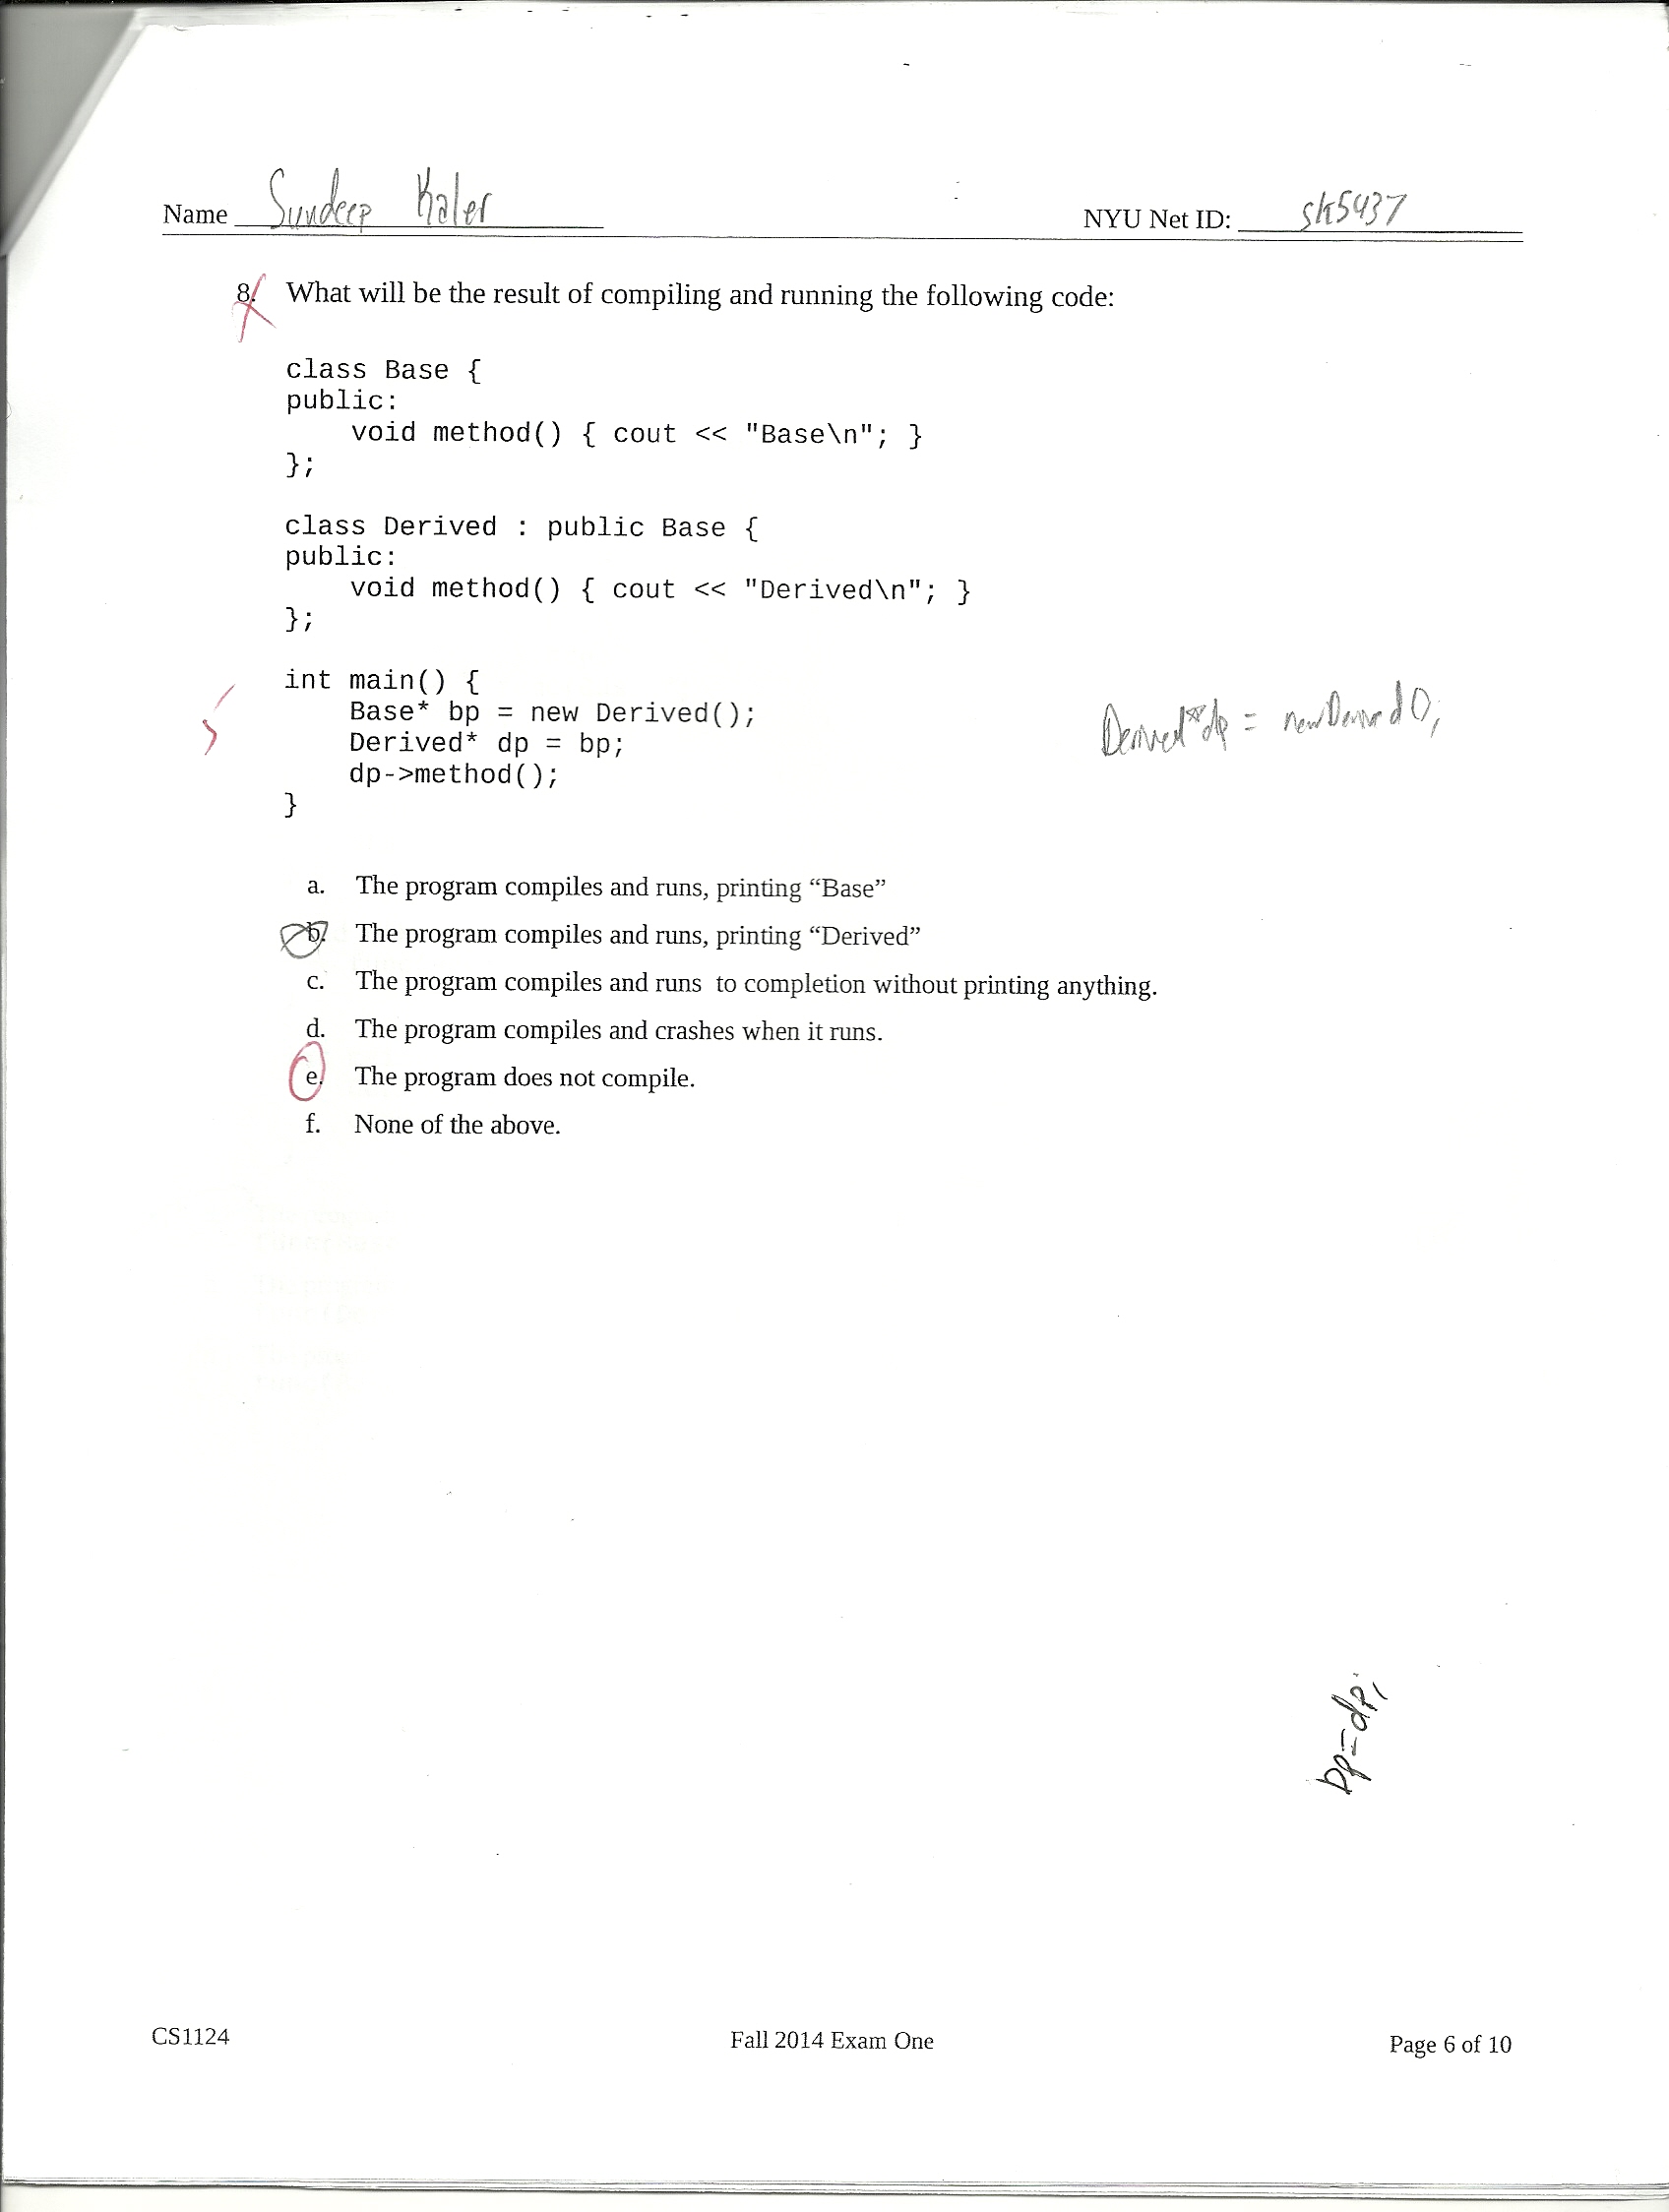 Name Sundeep Kaler NYU Net ID: sk5437
8. What will be the result of compiling and running the following code:
class Base {
public:
    void method() { cout << "Base\n"; }
};
class Derived : public Base {
public:
    void method() { cout << "Derived\n"; }
};
int main() {
    Base* bp = new Derived();
    Derived* dp = bp;
    dp->method();
}
Derived* dp = new Derived();
a. The program compiles and runs, printing “Base”
b. The program compiles and runs, printing “Derived”
c. The program compiles and runs to completion without printing anything.
d. The program compiles and crashes when it runs.
e. The program does not compile.
f. None of the above.
bp=dp;
CS1124 Fall 2014 Exam One Page 6 of 10